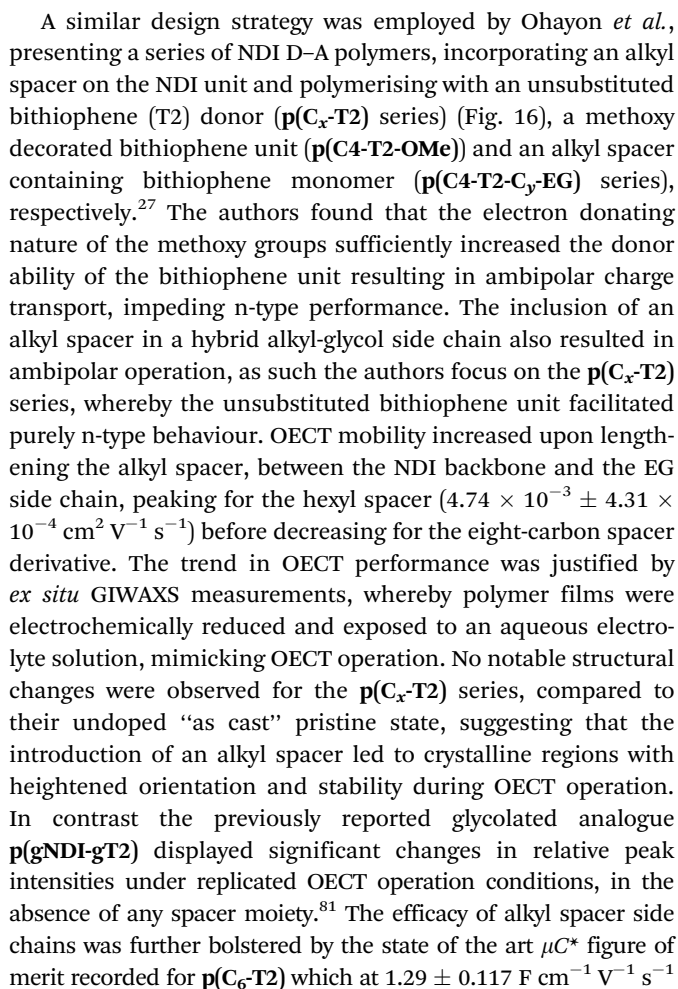 A similar design strategy was employed by Ohayon et al.,
presenting a series of NDI D–A polymers, incorporating an alkyl
spacer on the NDI unit and polymerising with an unsubstituted
bithiophene (T2) donor (p(Cx-T2) series) (Fig. 16), a methoxy
decorated bithiophene unit (p(C4-T2-OMe)) and an alkyl spacer
containing bithiophene monomer (p(C4-T2-Cy-EG) series),
respectively.27 The authors found that the electron donating
nature of the methoxy groups sufficiently increased the donor
ability of the bithiophene unit resulting in ambipolar charge
transport, impeding n-type performance. The inclusion of an
alkyl spacer in a hybrid alkyl-glycol side chain also resulted in
ambipolar operation, as such the authors focus on the p(Cx-T2)
series, whereby the unsubstituted bithiophene unit facilitated
purely n-type behaviour. OECT mobility increased upon length-
ening the alkyl spacer, between the NDI backbone and the EG
side chain, peaking for the hexyl spacer (4.74 × 10−3 ± 4.31 ×
10−4 cm2 V−1 s−1) before decreasing for the eight-carbon spacer
derivative. The trend in OECT performance was justified by
ex situ GIWAXS measurements, whereby polymer films were
electrochemically reduced and exposed to an aqueous electro-
lyte solution, mimicking OECT operation. No notable structural
changes were observed for the p(Cx-T2) series, compared to
their undoped “as cast” pristine state, suggesting that the
introduction of an alkyl spacer led to crystalline regions with
heightened orientation and stability during OECT operation.
In contrast the previously reported glycolated analogue
p(gNDI-gT2) displayed significant changes in relative peak
intensities under replicated OECT operation conditions, in the
absence of any spacer moiety.81 The efficacy of alkyl spacer side
chains was further bolstered by the state of the art μC* figure of
merit recorded for p(C6-T2) which at 1.29 ± 0.117 F cm−1 V−1 s−1